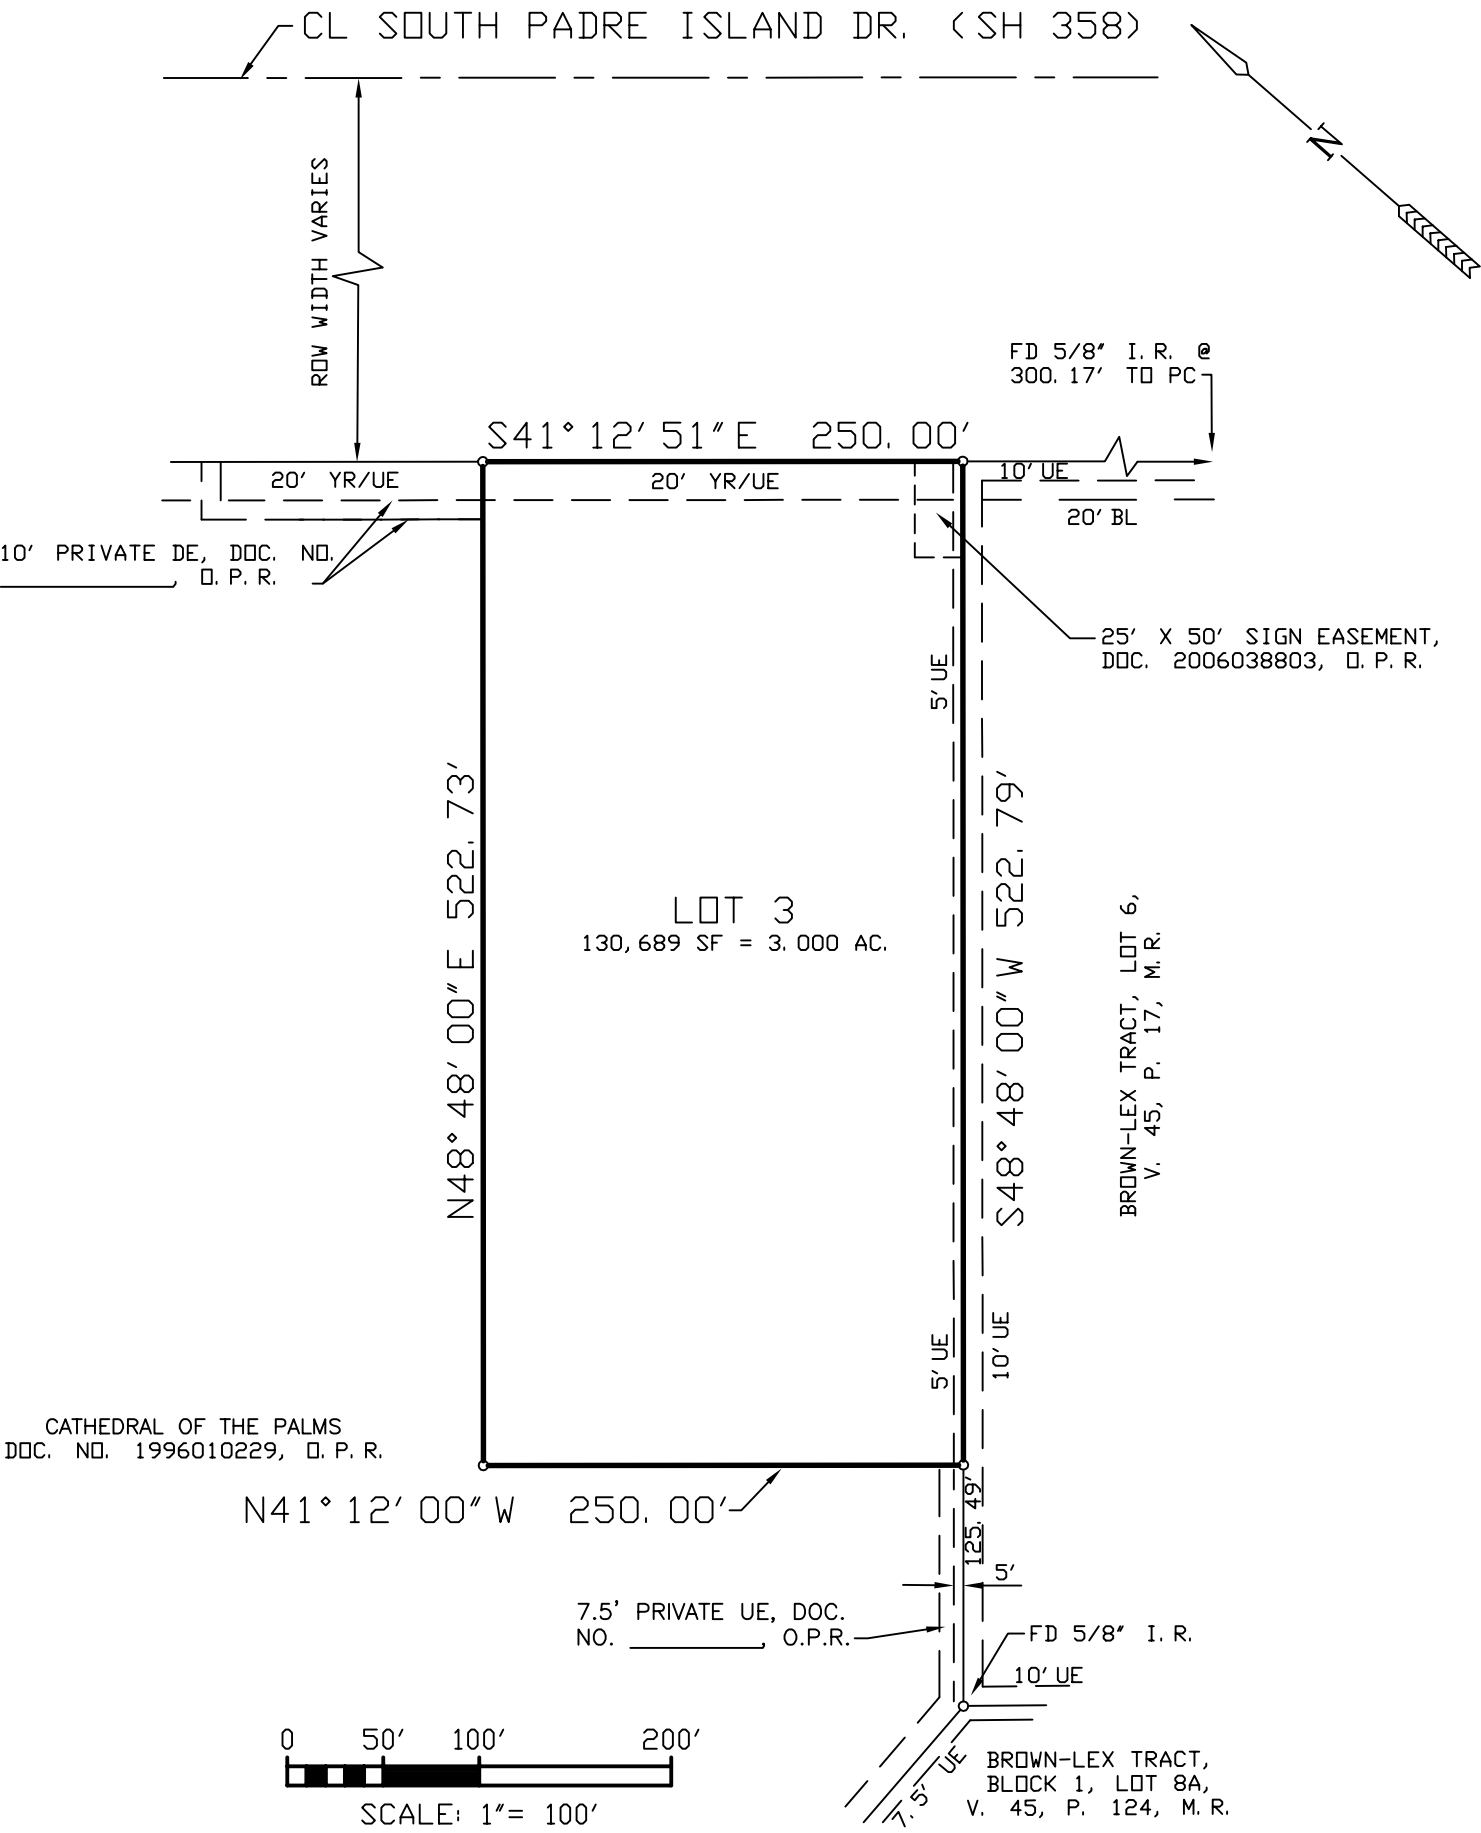 CL SOUTH PADRE ISLAND DR. (SH 358)
N
ROW WIDTH VARIES
FD 5/8" I.R. @
300.17' TO PC
S41°12'51"E 250.00'
20' YR/UE
20' YR/UE
10' UE
20' BL
10' PRIVATE DE, DOC. NO.
, O.P.R.
25' X 50' SIGN EASEMENT,
DOC. 2006038803, O.P.R.
5' UE
N48°48'00"E 522.73'
S48°48'00"W 522.79'
LOT 3
130,689 SF = 3.000 AC.
BROWN-LEX TRACT, LOT 6,
V. 45, P. 17, M.R.
5' UE
10' UE
CATHEDRAL OF THE PALMS
DOC. NO. 1996010229, O.P.R.
N41°12'00"W 250.00'
125.49'
5'
7.5' PRIVATE UE, DOC.
NO. ____________, O.P.R.
FD 5/8" I.R.
10' UE
7.5' UE
BROWN-LEX TRACT,
BLOCK 1, LOT 8A,
V. 45, P. 124, M.R.
0 50' 100' 200'
SCALE: 1"= 100'